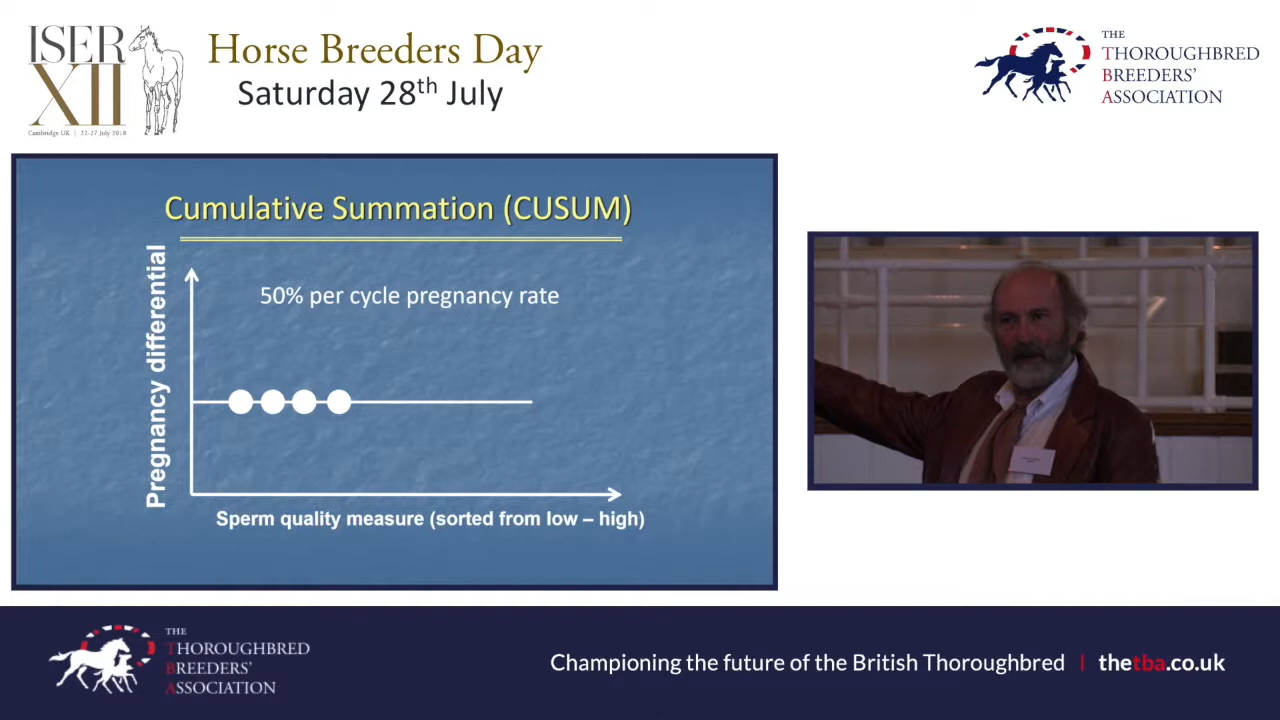 ISER
XII
Cambridge UK | 22-27 July 2018
Horse Breeders Day
Saturday 28th July
THE
THOROUGHBRED
BREEDERS'
ASSOCIATION
Cumulative Summation (CUSUM)
Pregnancy differential
50% per cycle pregnancy rate
Sperm quality measure (sorted from low – high)
THE
THOROUGHBRED
BREEDERS'
ASSOCIATION
Championing the future of the British Thoroughbred | thetba.co.uk